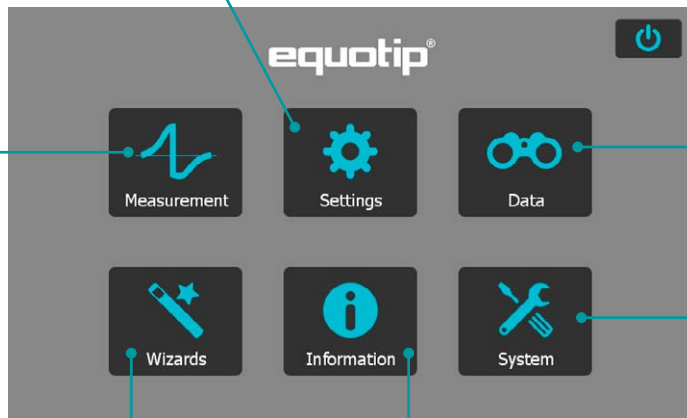 equotip®
Measurement
Settings
Data
Wizards
Information
System